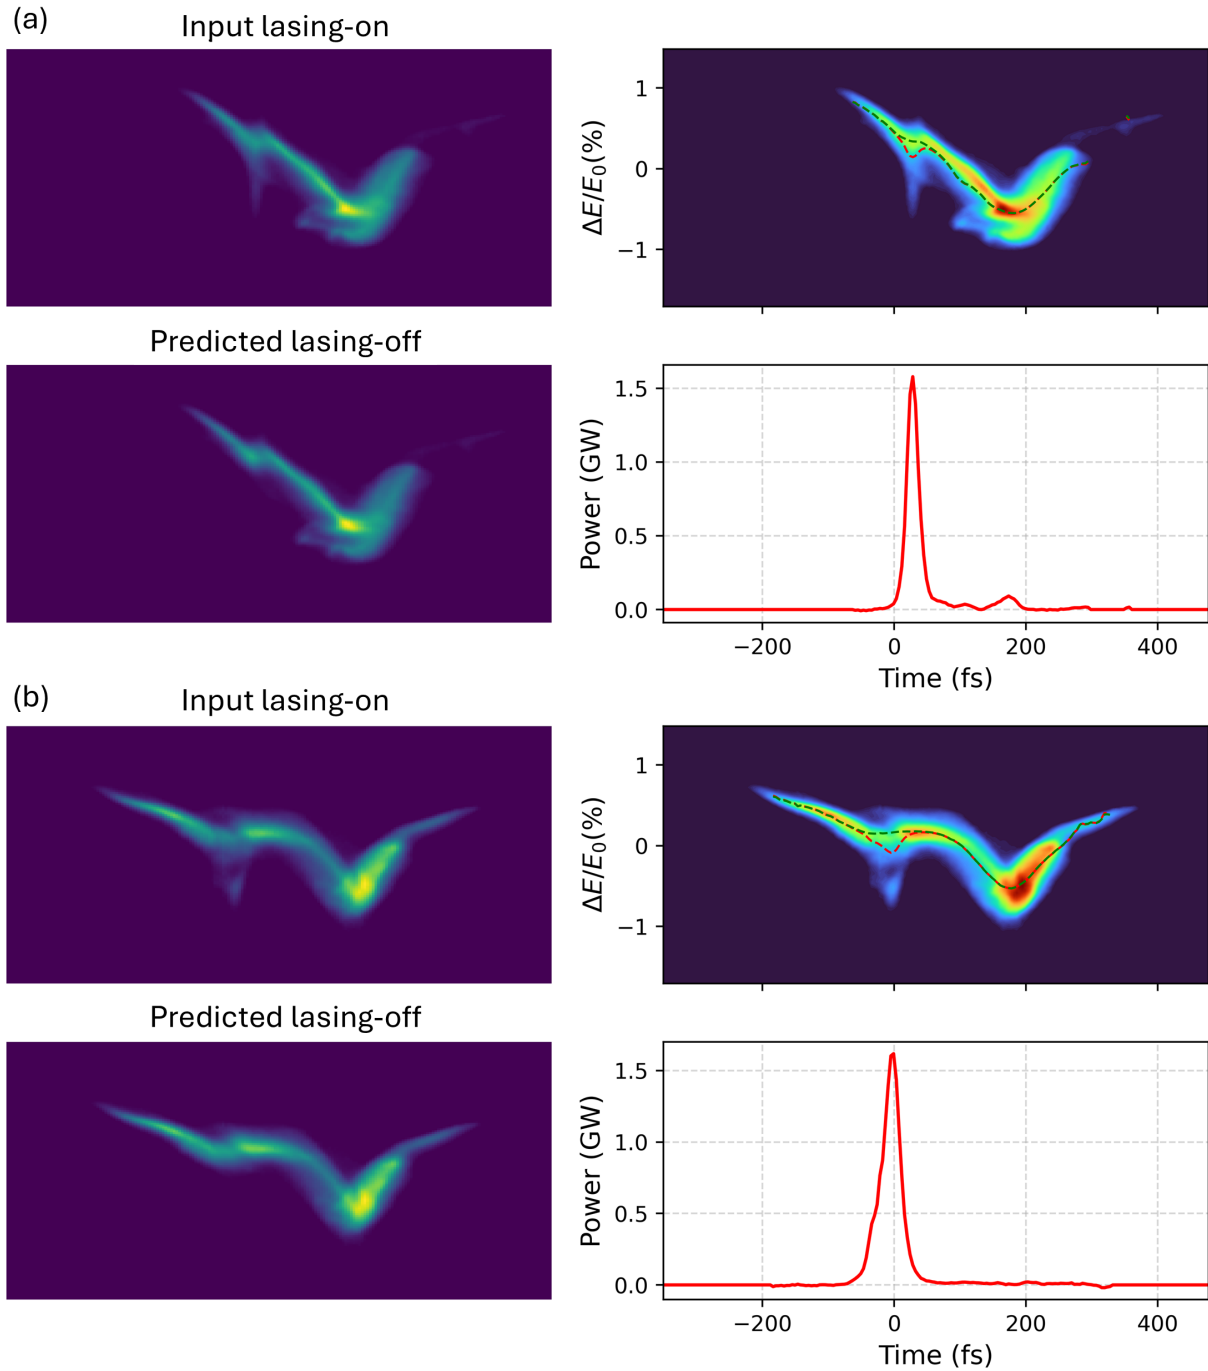 (a)
Input lasing-on
1
0
−1
ΔE/E₀(%)
Predicted lasing-off
1.5
1.0
0.5
0.0
Power (GW)
−200 0 200 400
Time (fs)
(b)
Input lasing-on
1
0
−1
ΔE/E₀(%)
Predicted lasing-off
1.5
1.0
0.5
0.0
Power (GW)
−200 0 200 400
Time (fs)